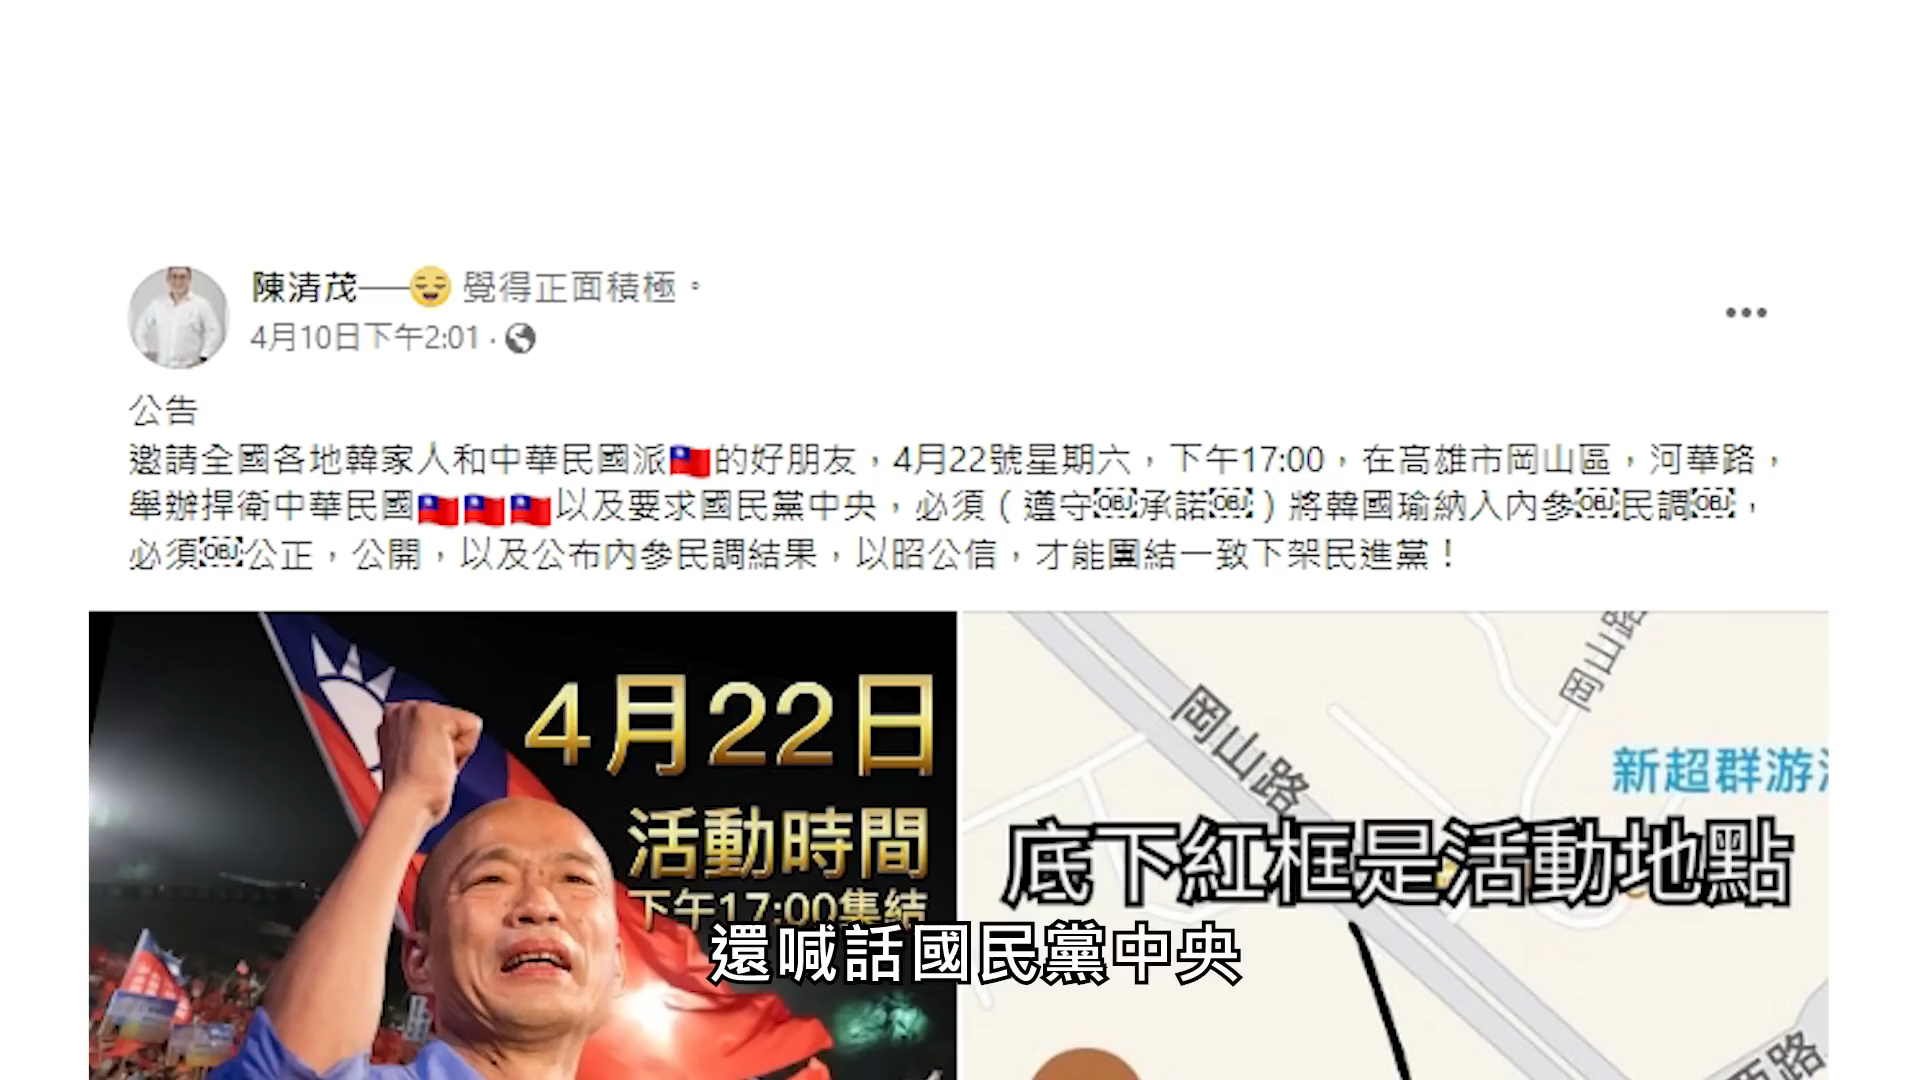 陳清茂—😌 覺得正面積極。
4月10日下午2:01 ·
公告
邀請全國各地韓家人和中華民國派🇹🇼的好朋友，4月22號星期六，下午17:00，在高雄市岡山區，河華路，
舉辦捍衛中華民國🇹🇼🇹🇼🇹🇼以及要求國民黨中央，必須（遵守￼承諾￼）將韓國瑜納入內參￼民調￼，
必須￼公正，公開，以及公布內參民調結果，以昭公信，才能團結一致下架民進黨！
4月22日
活動時間
下午17:00集結
岡山路
岡山路
新超群游
底下紅框是活動地點
還喊話國民黨中央